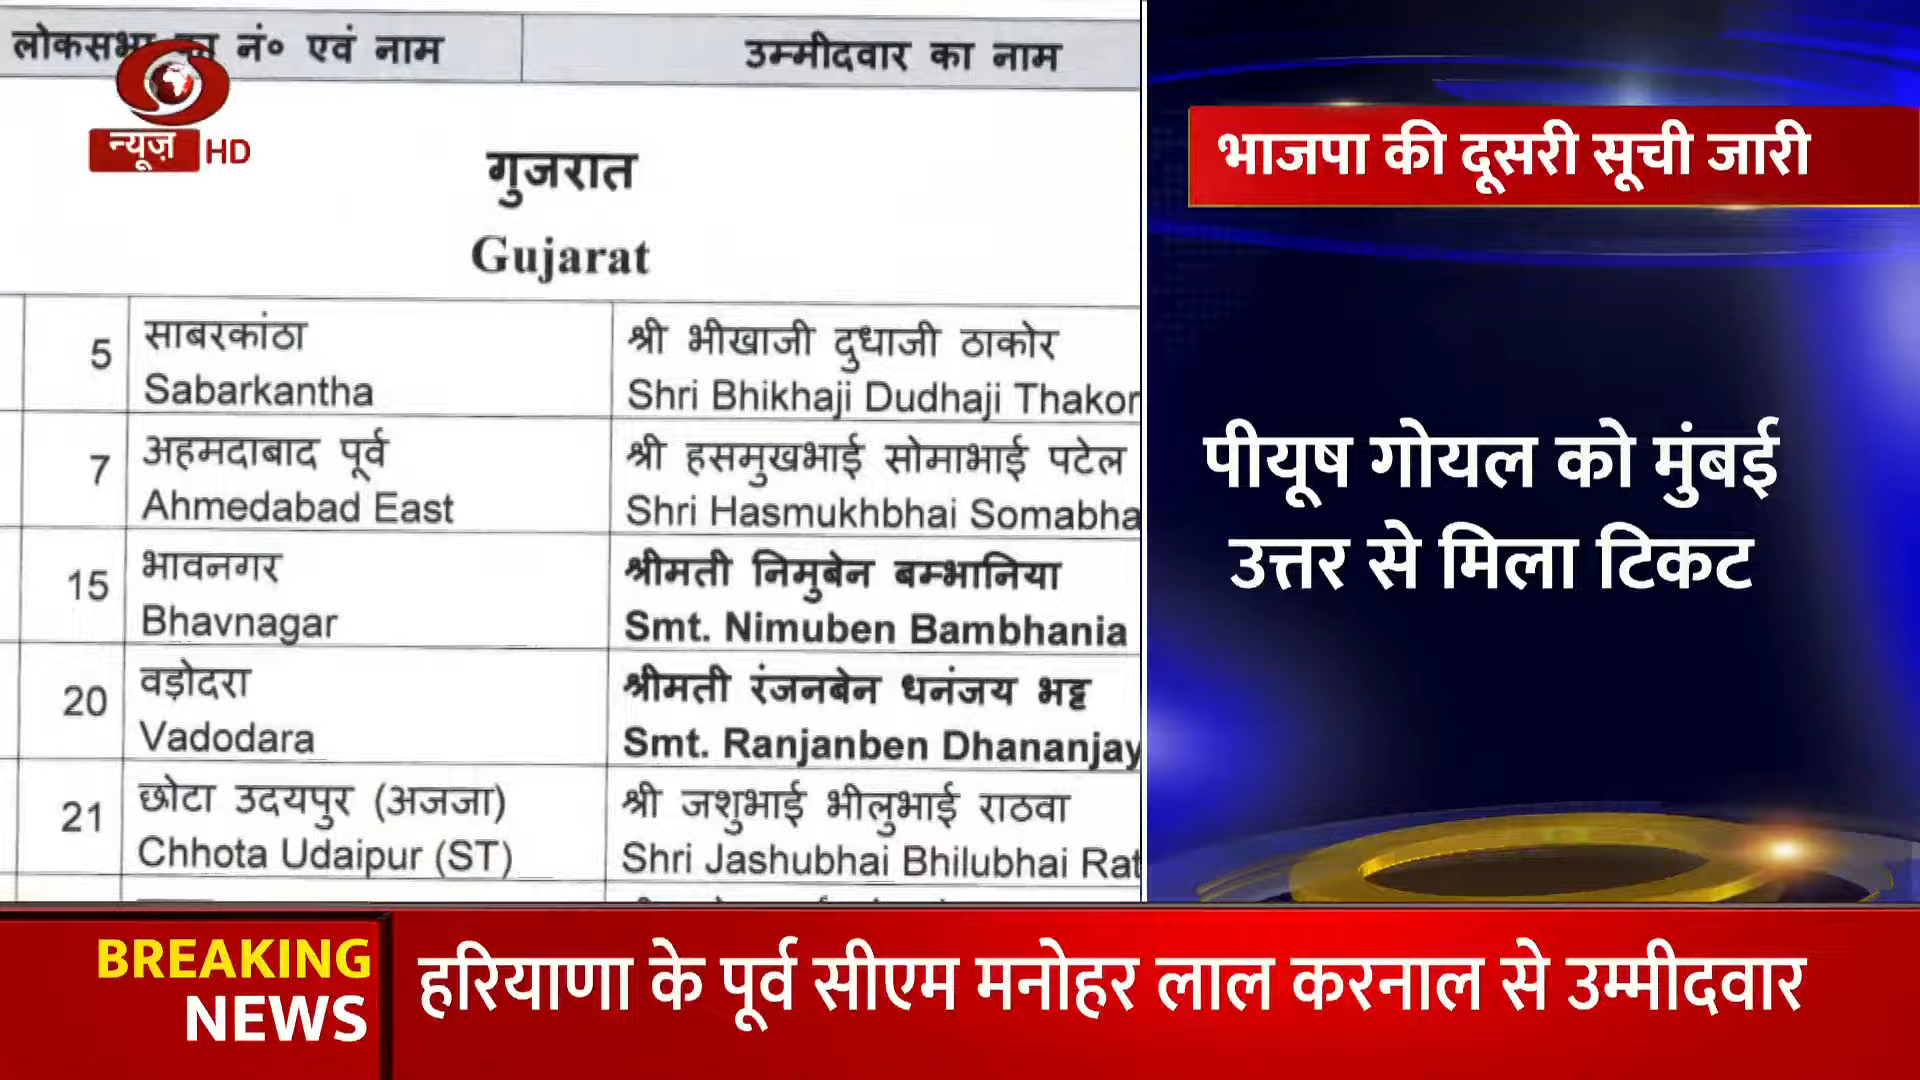 लोकसभा का नं० एवं नाम
उम्मीदवार का नाम
न्यूज़ HD
गुजरात
Gujarat
5
साबरकांठा
Sabarkantha
श्री भीखाजी दुधाजी ठाकोर
Shri Bhikhaji Dudhaji Thakor
7
अहमदाबाद पूर्व
Ahmedabad East
श्री हसमुखभाई सोमाभाई पटेल
Shri Hasmukhbhai Somabha
15
भावनगर
Bhavnagar
श्रीमती निमुबेन बम्भानिया
Smt. Nimuben Bambhania
20
वड़ोदरा
Vadodara
श्रीमती रंजनबेन धनंजय भट्ट
Smt. Ranjanben Dhananjay
21
छोटा उदयपुर (अजजा)
Chhota Udaipur (ST)
श्री जशुभाई भीलुभाई राठवा
Shri Jashubhai Bhilubhai Rat
भाजपा की दूसरी सूची जारी
पीयूष गोयल को मुंबई
उत्तर से मिला टिकट
BREAKING
NEWS
हरियाणा के पूर्व सीएम मनोहर लाल करनाल से उम्मीदवार